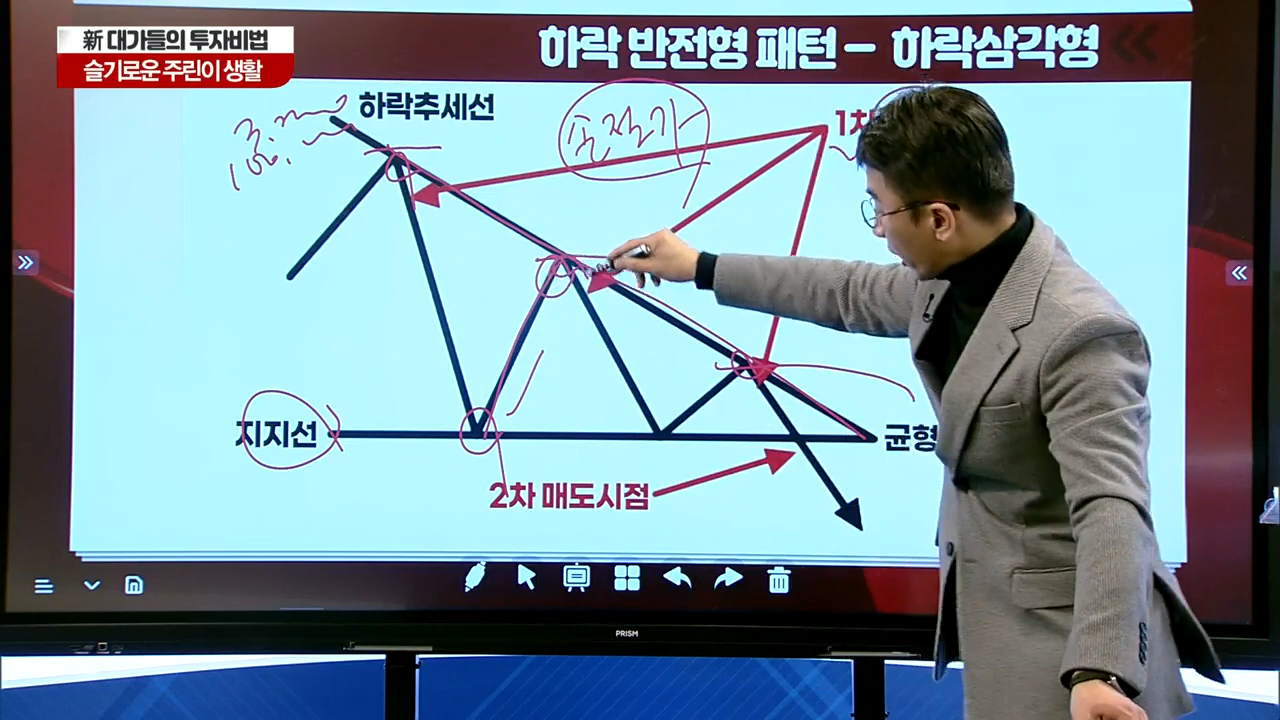 新 대가들의 투자비법
슬기로운 주린이 생활
하락 반전형 패턴 – 하락삼각형
하락추세선
1차
지지선
균형
2차 매도시점
PRISM